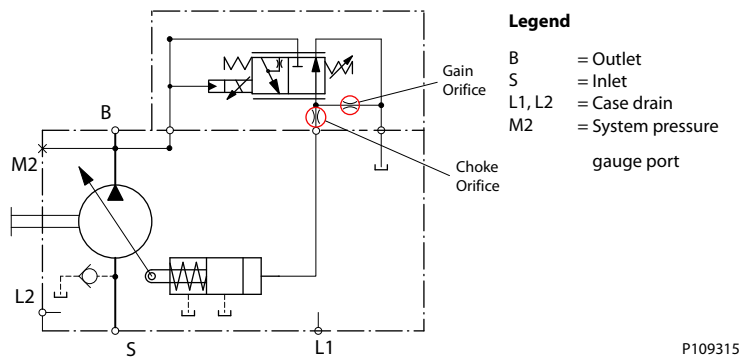 Legend
B = Outlet
S = Inlet
L1, L2 = Case drain
M2 = System pressure
gauge port
Gain
Orifice
B
M2
Choke
Orifice
L2
S
L1
P109315